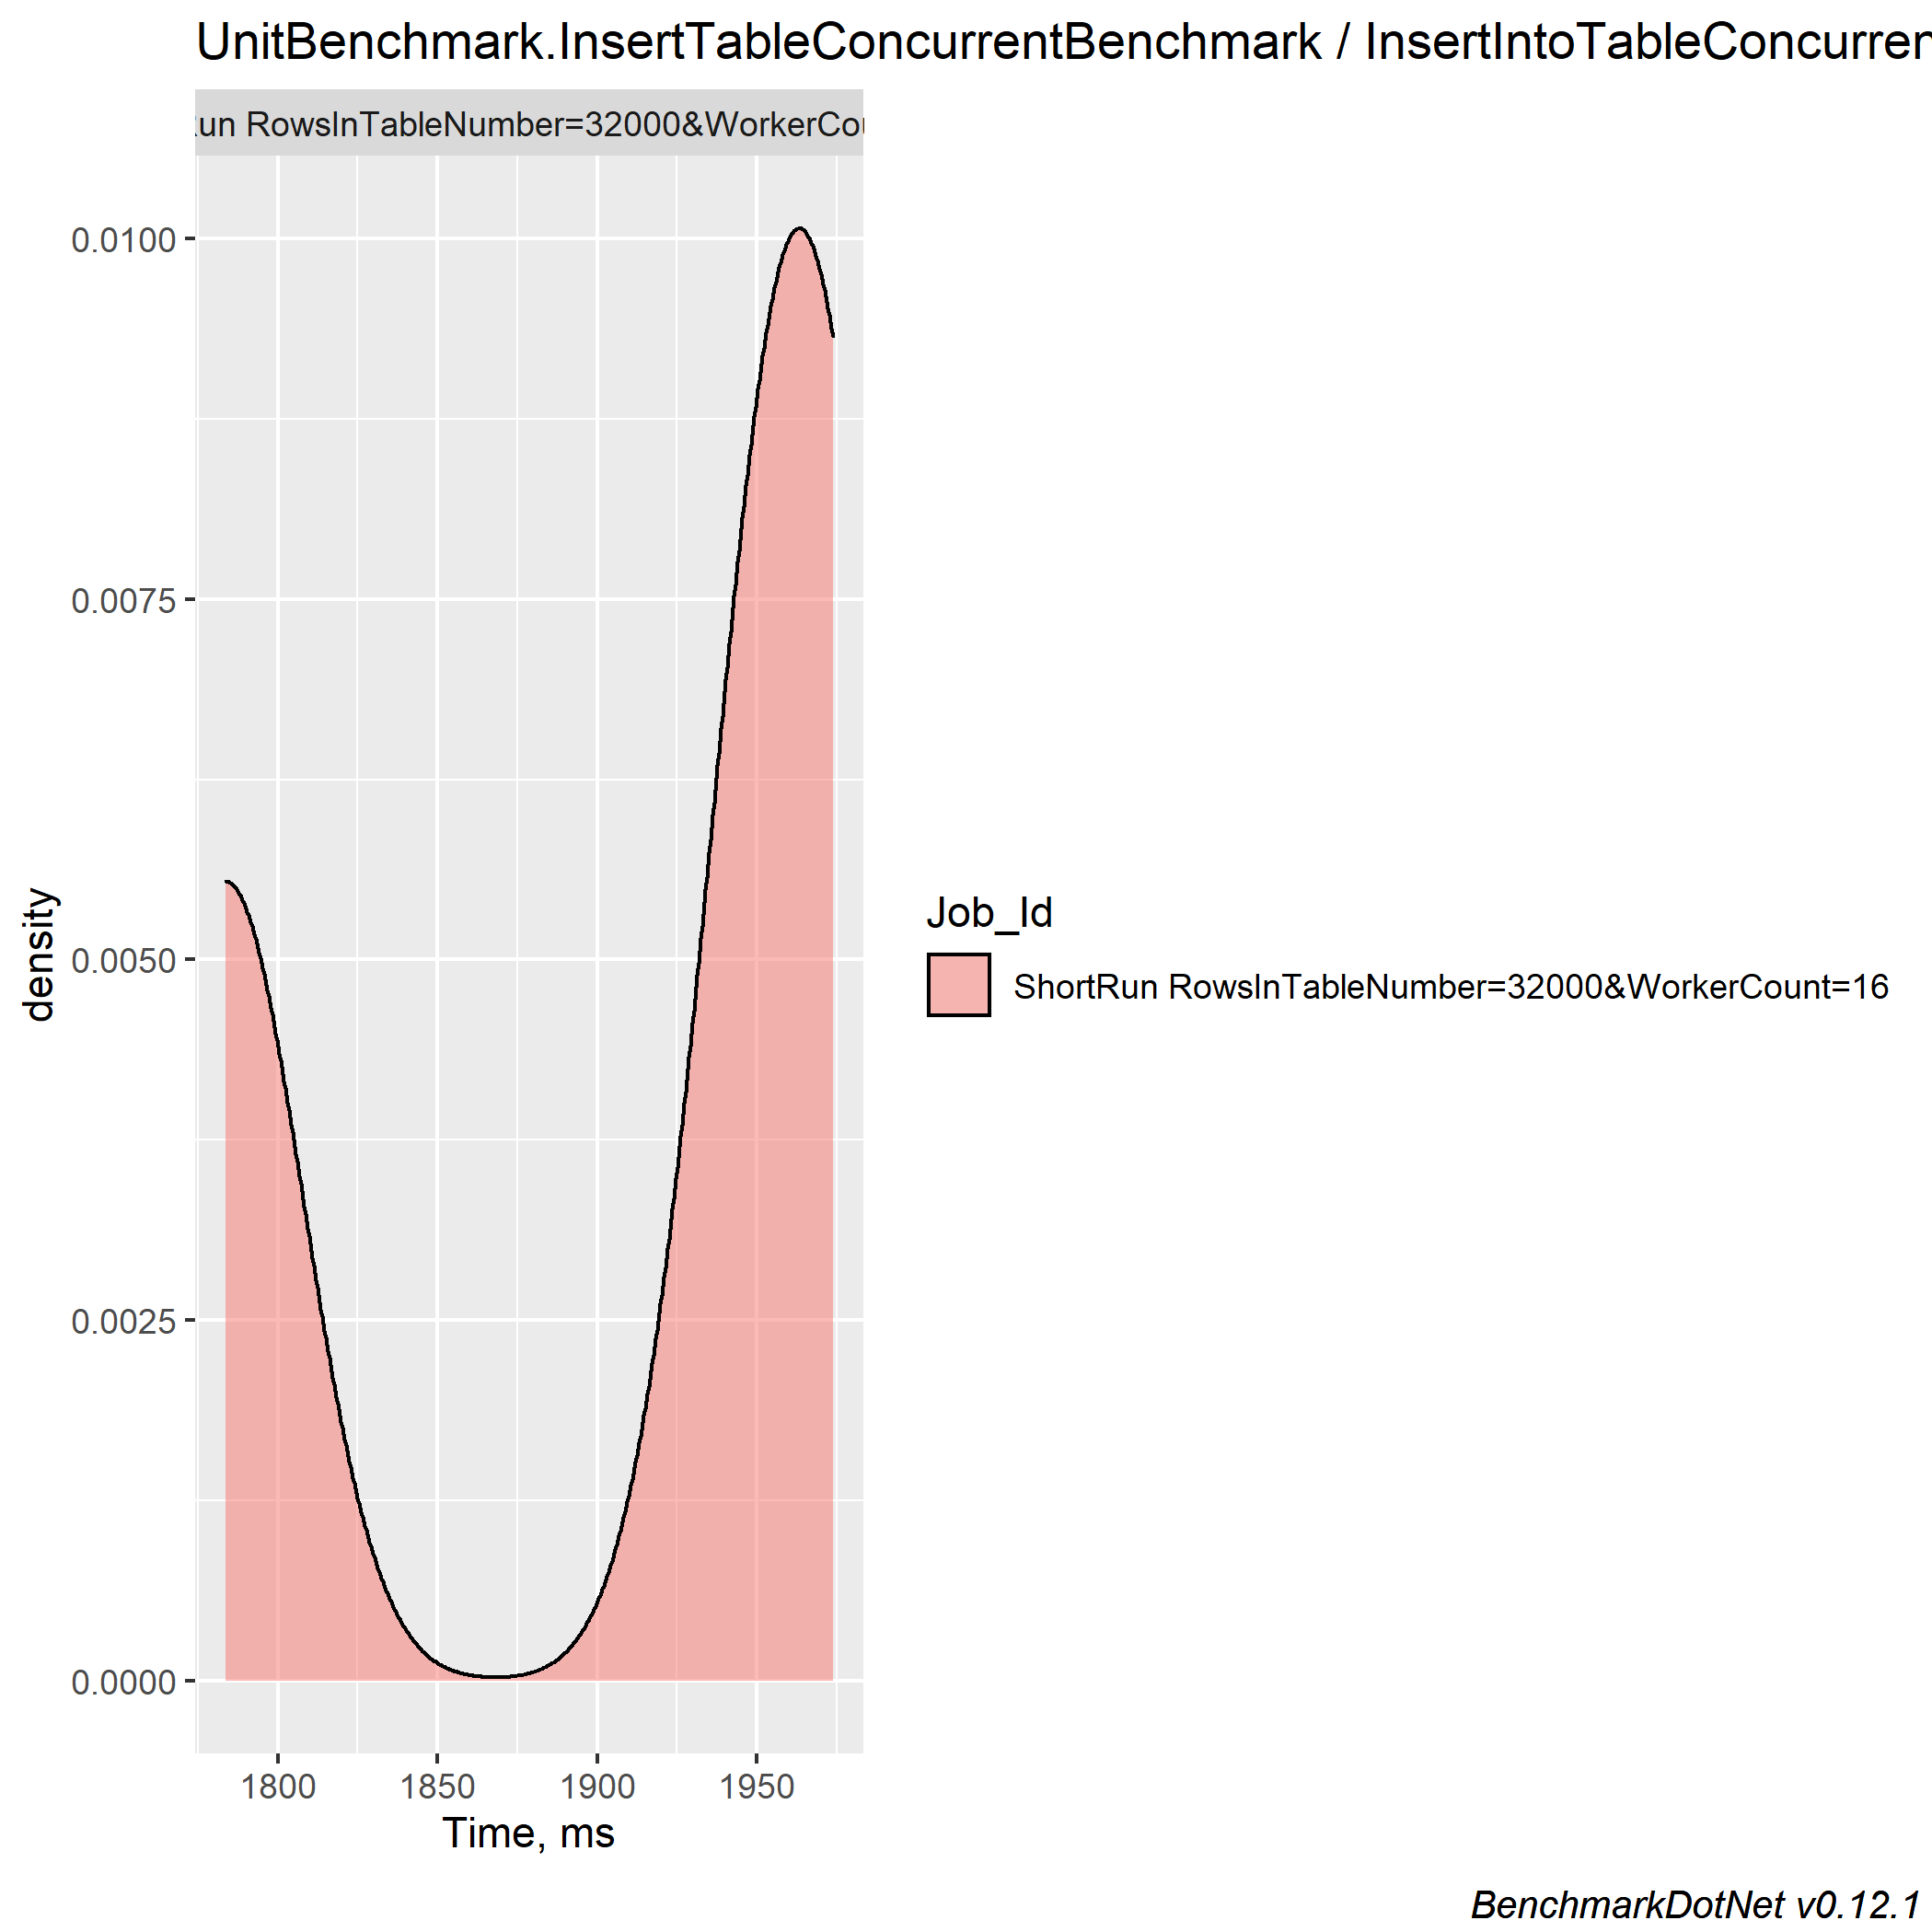 UnitBenchmark.InsertTableConcurrentBenchmark / InsertIntoTableConcurren
un RowsInTableNumber=32000&WorkerCou
0.0100
0.0075
0.0050
0.0025
0.0000
density
1800 1850 1900 1950
Time, ms
Job_Id
ShortRun RowsInTableNumber=32000&WorkerCount=16
BenchmarkDotNet v0.12.1